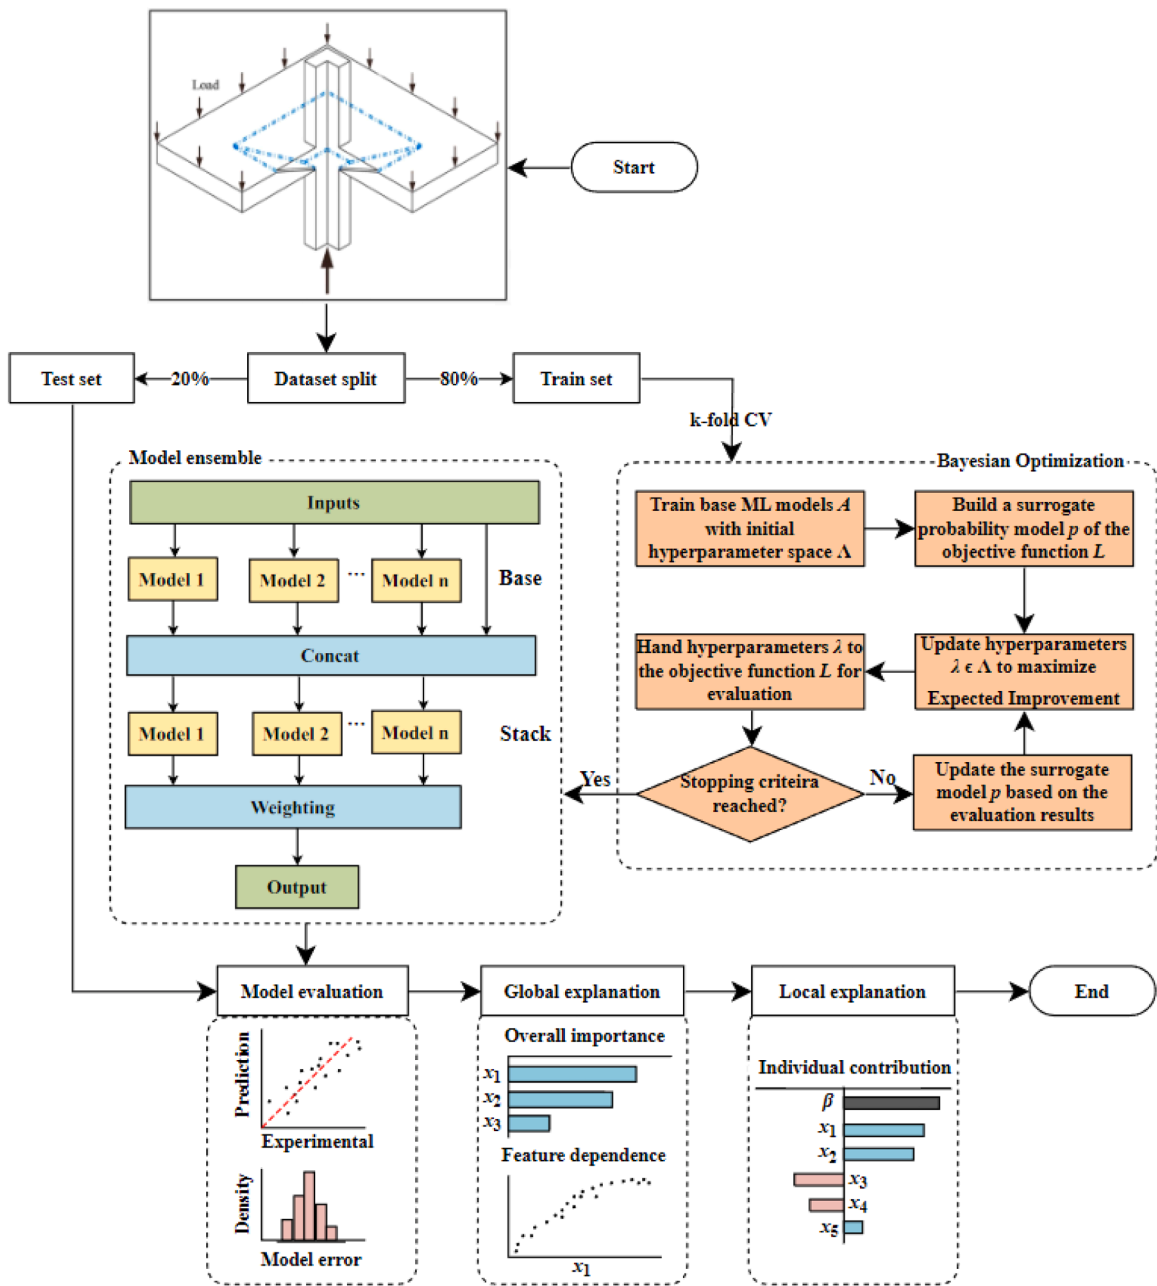 Load
Start
Test set
20%
Dataset split
80%
Train set
k-fold CV
Model ensemble
Inputs
Model 1
Model 2
...
Model n
Base
Concat
Model 1
Model 2
...
Model n
Stack
Weighting
Output
Bayesian Optimization
Train base ML models A
with initial
hyperparameter space Λ
Build a surrogate
probability model p of the
objective function L
Hand hyperparameters λ to
the objective function L for
evaluation
Update hyperparameters
λ ϵ Λ to maximize
Expected Improvement
Yes
Stopping criteira
reached?
No
Update the surrogate
model p based on the
evaluation results
Model evaluation
Global explanation
Local explanation
End
Prediction
Experimental
Density
Model error
Overall importance
x1
x2
x3
Feature dependence
x1
Individual contribution
β
x1
x2
x3
x4
x5